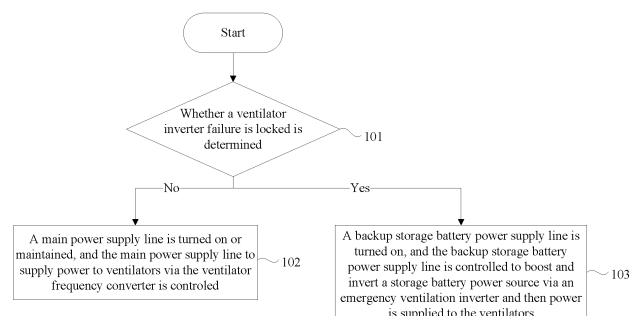 Start
Whether a ventilator
inverter failure is locked is
determined
101
No
Yes
A main power supply line is turned on or
maintained, and the main power supply line to
supply power to ventilators via the ventilator
frequency converter is controled
102
A backup storage battery power supply line is
turned on, and the backup storage battery
power supply line is controlled to boost and
invert a storage battery power source via an
emergency ventilation inverter and then power
is supplied to the ventilators
103